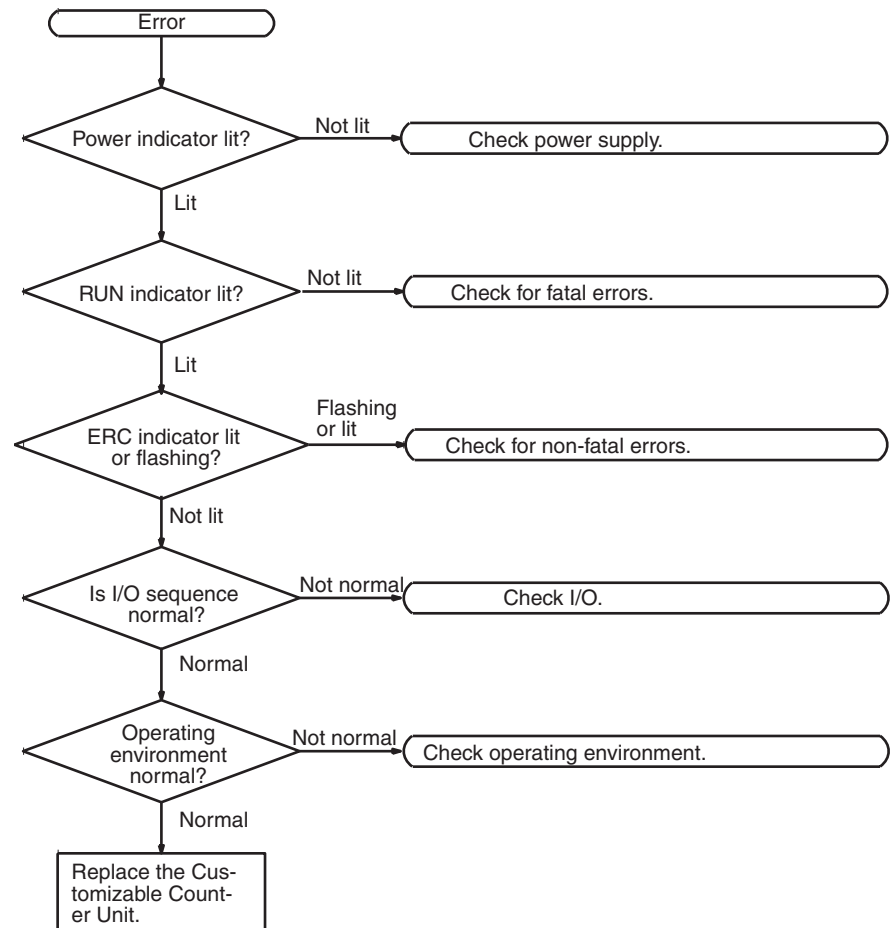 Error
Power indicator lit?
Not lit
Check power supply.
Lit
RUN indicator lit?
Not lit
Check for fatal errors.
Lit
ERC indicator lit
or flashing?
Flashing
or lit
Check for non-fatal errors.
Not lit
Is I/O sequence
normal?
Not normal
Check I/O.
Normal
Operating
environment
normal?
Not normal
Check operating environment.
Normal
Replace the Cus-
tomizable Count-
er Unit.